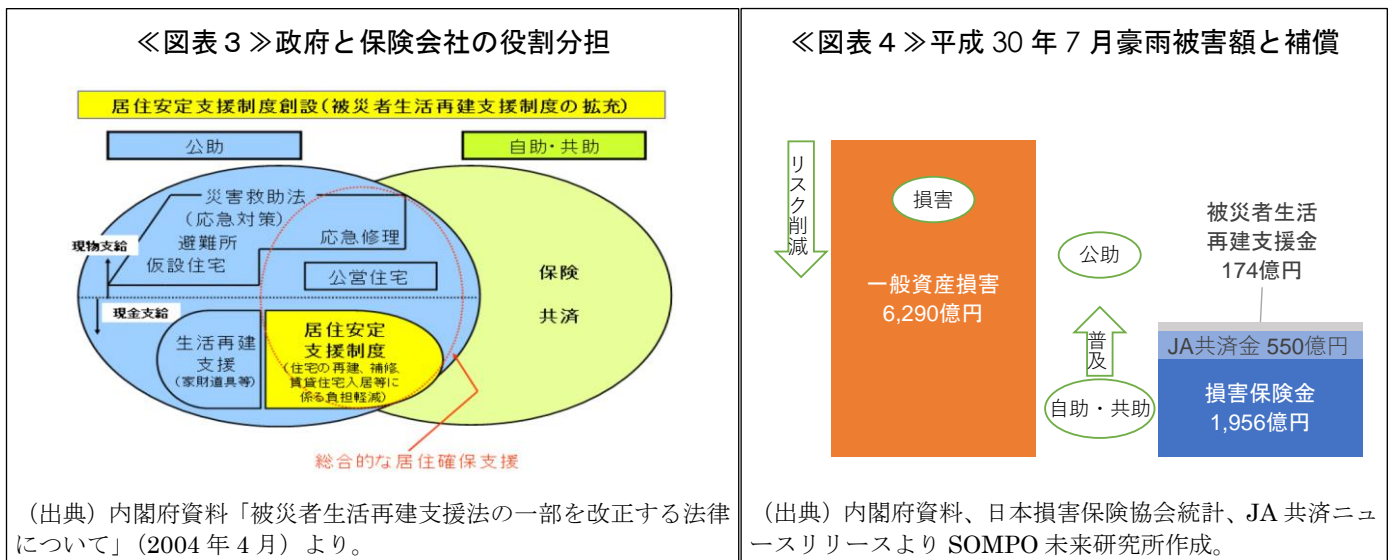 ≪図表３≫政府と保険会社の役割分担
居住安定支援制度創設(被災者生活再建支援制度の拡充)
公助
自助・共助
災害救助法
(応急対策)
避難所
仮設住宅
応急修理
公営住宅
現物支給
現金支給
生活再建
支援
(家財道具等)
居住安定
支援制度
(住宅の再建、補修、
賃貸住宅入居等に
係る負担軽減)
保険
共済
総合的な居住確保支援
（出典）内閣府資料「被災者生活再建支援法の一部を改正する法律
について」（2004 年 4 月）より。
≪図表４≫平成 30 年 7 月豪雨被害額と補償
リスク削減
損害
一般資産損害
6,290億円
公助
普及
自助・共助
被災者生活
再建支援金
174億円
JA共済金 550億円
損害保険金
1,956億円
（出典）内閣府資料、日本損害保険協会統計、JA 共済ニュ
ースリリースより SOMPO 未来研究所作成。